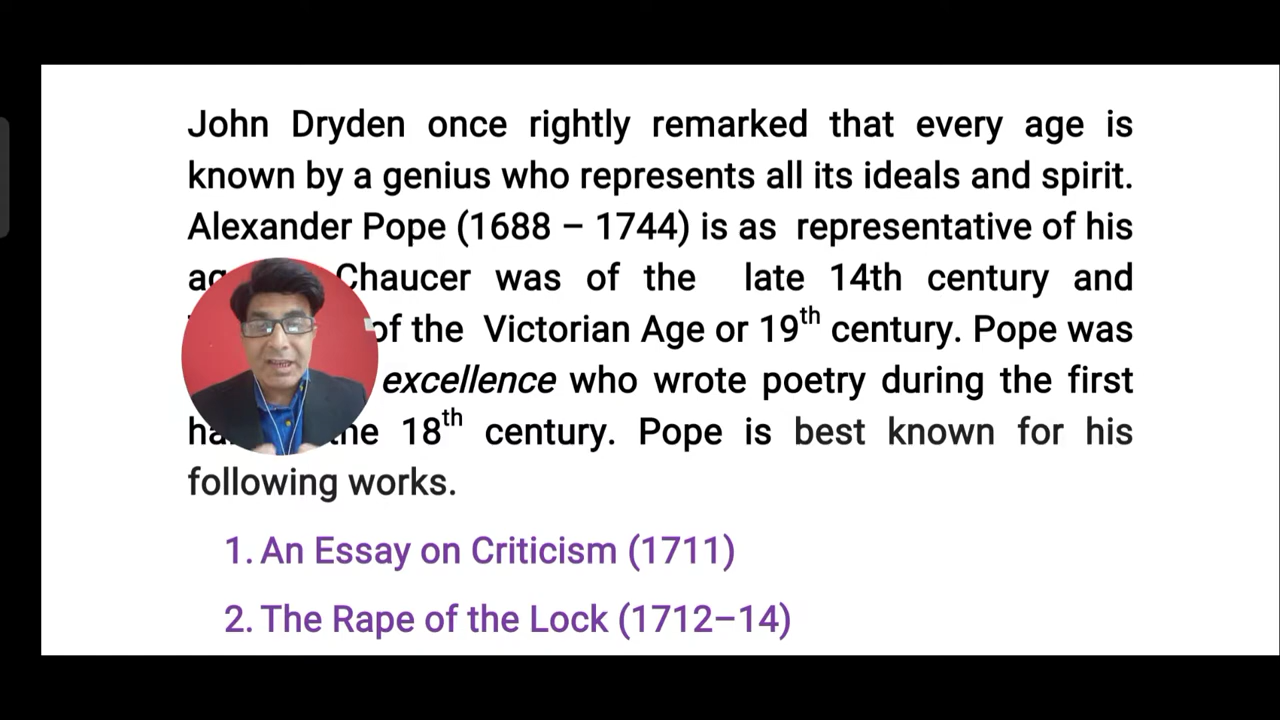 John Dryden once rightly remarked that every age is
known by a genius who represents all its ideals and spirit.
Alexander Pope (1688 – 1744) is as representative of his
Chaucer was of the late 14th century and
of the Victorian Age or 19th century. Pope was
excellence who wrote poetry during the first
the 18th century. Pope is best known for his
following works.
1. An Essay on Criticism (1711)
2. The Rape of the Lock (1712–14)